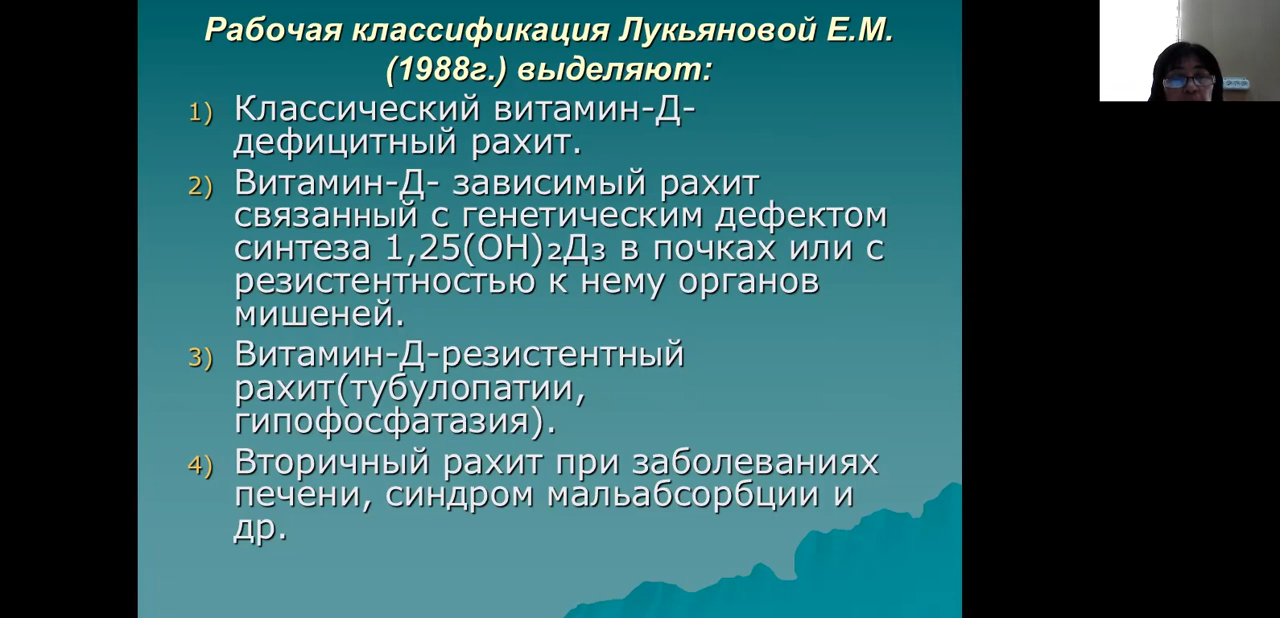 Рабочая классификация Лукьяновой Е.М.
(1988г.) выделяют:
1) Классический витамин-Д-
дефицитный рахит.
2) Витамин-Д- зависимый рахит
связанный с генетическим дефектом
синтеза 1,25(ОН)₂Д₃ в почках или с
резистентностью к нему органов
мишеней.
3) Витамин-Д-резистентный
рахит(тубулопатии,
гипофосфатазия).
4) Вторичный рахит при заболеваниях
печени, синдром мальабсорбции и
др.